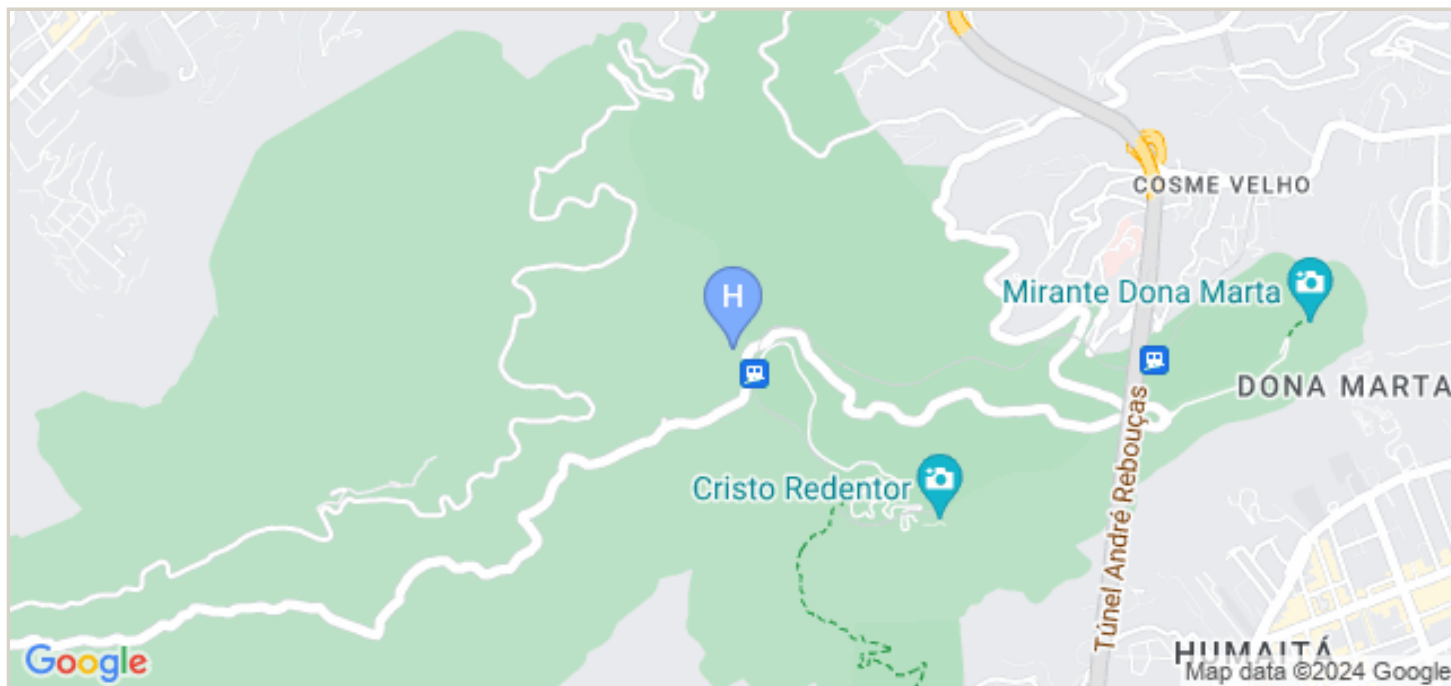 COSME VELHO
H
Mirante Dona Marta
DONA MARTA
Túnel André Rebouças
Cristo Redentor
HUMAITÁ
Google
Map data ©2024 Google